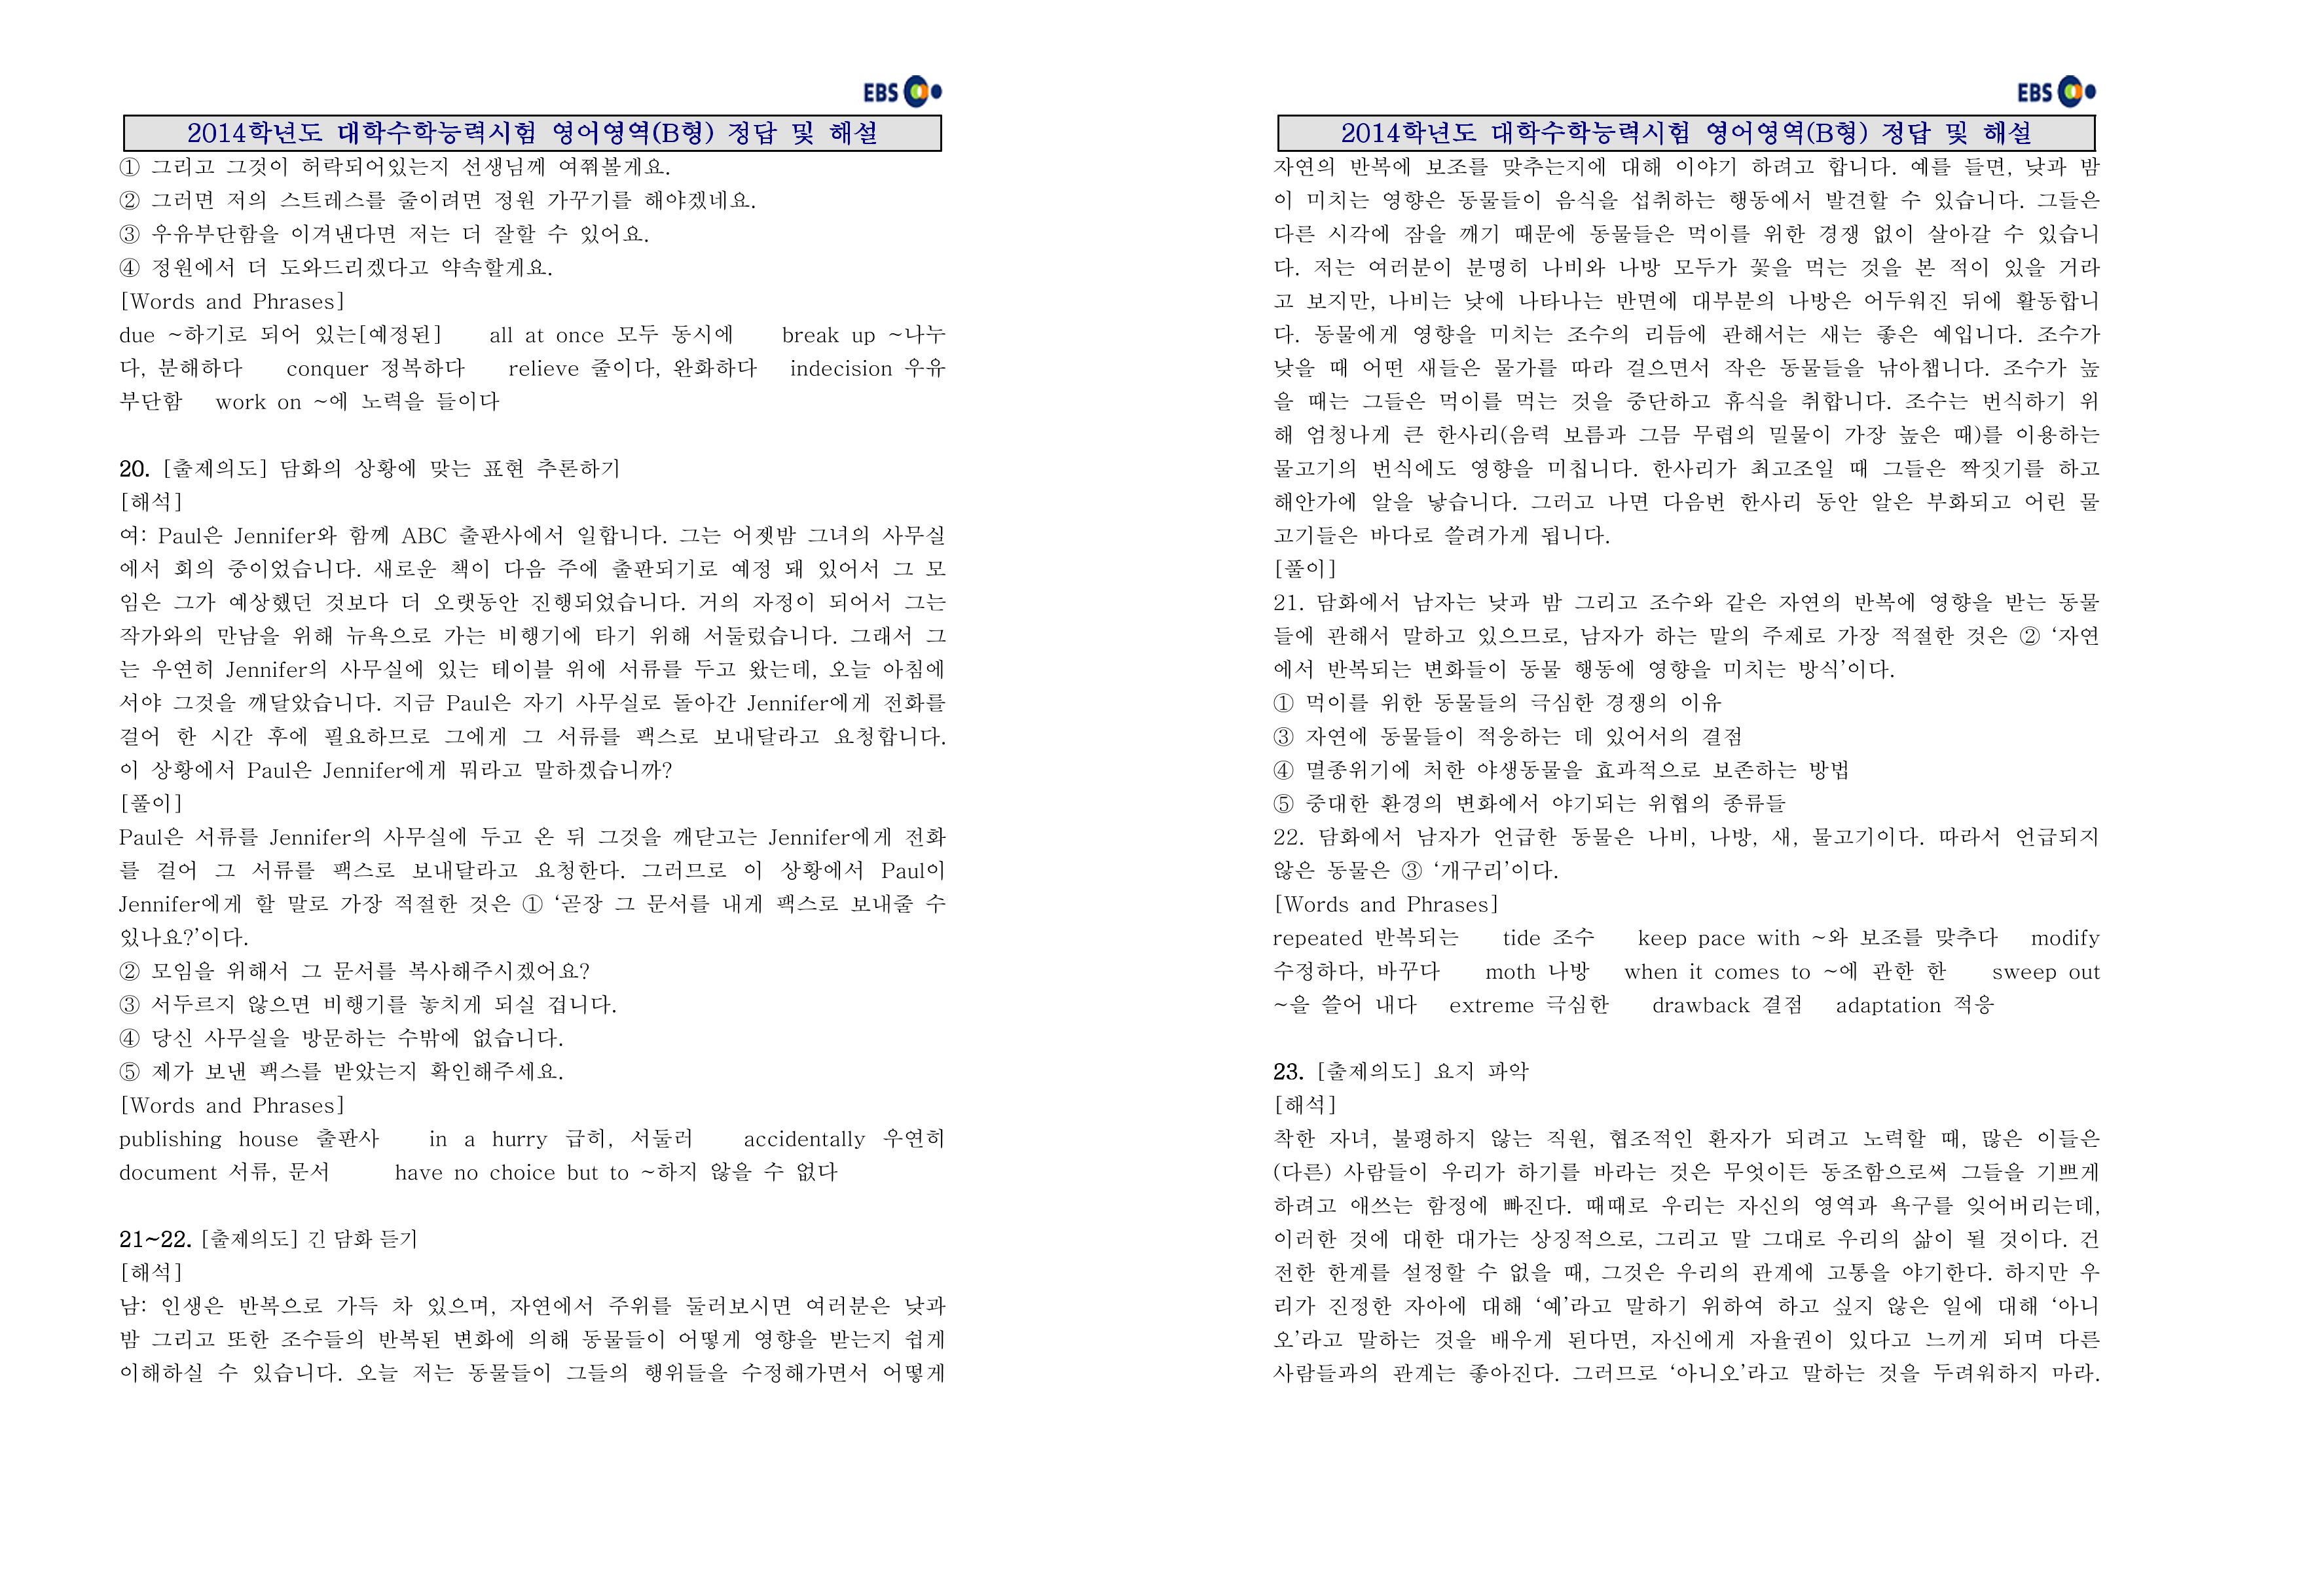 EBS
2014학년도 대학수학능력시험 영어영역(B형) 정답 및 해설
① 그리고 그것이 허락되어있는지 선생님께 여쭤볼게요.
② 그러면 저의 스트레스를 줄이려면 정원 가꾸기를 해야겠네요.
③ 우유부단함을 이겨낸다면 저는 더 잘할 수 있어요.
④ 정원에서 더 도와드리겠다고 약속할게요.
[Words and Phrases]
due ~하기로 되어 있는[예정된] all at once 모두 동시에 break up ~나누
다, 분해하다 conquer 정복하다 relieve 줄이다, 완화하다 indecision 우유
부단함 work on ~에 노력을 들이다
20. [출제의도] 담화의 상황에 맞는 표현 추론하기
[해석]
여: Paul은 Jennifer와 함께 ABC 출판사에서 일합니다. 그는 어젯밤 그녀의 사무실
에서 회의 중이었습니다. 새로운 책이 다음 주에 출판되기로 예정 돼 있어서 그 모
임은 그가 예상했던 것보다 더 오랫동안 진행되었습니다. 거의 자정이 되어서 그는
작가와의 만남을 위해 뉴욕으로 가는 비행기에 타기 위해 서둘렀습니다. 그래서 그
는 우연히 Jennifer의 사무실에 있는 테이블 위에 서류를 두고 왔는데, 오늘 아침에
서야 그것을 깨달았습니다. 지금 Paul은 자기 사무실로 돌아간 Jennifer에게 전화를
걸어 한 시간 후에 필요하므로 그에게 그 서류를 팩스로 보내달라고 요청합니다.
이 상황에서 Paul은 Jennifer에게 뭐라고 말하겠습니까?
[풀이]
Paul은 서류를 Jennifer의 사무실에 두고 온 뒤 그것을 깨닫고는 Jennifer에게 전화
를 걸어 그 서류를 팩스로 보내달라고 요청한다. 그러므로 이 상황에서 Paul이
Jennifer에게 할 말로 가장 적절한 것은 ① ‘곧장 그 문서를 내게 팩스로 보내줄 수
있나요?’이다.
② 모임을 위해서 그 문서를 복사해주시겠어요?
③ 서두르지 않으면 비행기를 놓치게 되실 겁니다.
④ 당신 사무실을 방문하는 수밖에 없습니다.
⑤ 제가 보낸 팩스를 받았는지 확인해주세요.
[Words and Phrases]
publishing house 출판사 in a hurry 급히, 서둘러 accidentally 우연히
document 서류, 문서 have no choice but to ~하지 않을 수 없다
21~22. [출제의도] 긴 담화 듣기
[해석]
남: 인생은 반복으로 가득 차 있으며, 자연에서 주위를 둘러보시면 여러분은 낮과
밤 그리고 또한 조수들의 반복된 변화에 의해 동물들이 어떻게 영향을 받는지 쉽게
이해하실 수 있습니다. 오늘 저는 동물들이 그들의 행위들을 수정해가면서 어떻게
EBS
2014학년도 대학수학능력시험 영어영역(B형) 정답 및 해설
자연의 반복에 보조를 맞추는지에 대해 이야기 하려고 합니다. 예를 들면, 낮과 밤
이 미치는 영향은 동물들이 음식을 섭취하는 행동에서 발견할 수 있습니다. 그들은
다른 시각에 잠을 깨기 때문에 동물들은 먹이를 위한 경쟁 없이 살아갈 수 있습니
다. 저는 여러분이 분명히 나비와 나방 모두가 꽃을 먹는 것을 본 적이 있을 거라
고 보지만, 나비는 낮에 나타나는 반면에 대부분의 나방은 어두워진 뒤에 활동합니
다. 동물에게 영향을 미치는 조수의 리듬에 관해서는 새는 좋은 예입니다. 조수가
낮을 때 어떤 새들은 물가를 따라 걸으면서 작은 동물들을 낚아챕니다. 조수가 높
을 때는 그들은 먹이를 먹는 것을 중단하고 휴식을 취합니다. 조수는 번식하기 위
해 엄청나게 큰 한사리(음력 보름과 그믐 무렵의 밀물이 가장 높은 때)를 이용하는
물고기의 번식에도 영향을 미칩니다. 한사리가 최고조일 때 그들은 짝짓기를 하고
해안가에 알을 낳습니다. 그러고 나면 다음번 한사리 동안 알은 부화되고 어린 물
고기들은 바다로 쓸려가게 됩니다.
[풀이]
21. 담화에서 남자는 낮과 밤 그리고 조수와 같은 자연의 반복에 영향을 받는 동물
들에 관해서 말하고 있으므로, 남자가 하는 말의 주제로 가장 적절한 것은 ② ‘자연
에서 반복되는 변화들이 동물 행동에 영향을 미치는 방식’이다.
① 먹이를 위한 동물들의 극심한 경쟁의 이유
③ 자연에 동물들이 적응하는 데 있어서의 결점
④ 멸종위기에 처한 야생동물을 효과적으로 보존하는 방법
⑤ 중대한 환경의 변화에서 야기되는 위협의 종류들
22. 담화에서 남자가 언급한 동물은 나비, 나방, 새, 물고기이다. 따라서 언급되지
않은 동물은 ③ ‘개구리’이다.
[Words and Phrases]
repeated 반복되는 tide 조수 keep pace with ~와 보조를 맞추다 modify
수정하다, 바꾸다 moth 나방 when it comes to ~에 관한 한 sweep out
~을 쓸어 내다 extreme 극심한 drawback 결점 adaptation 적응
23. [출제의도] 요지 파악
[해석]
착한 자녀, 불평하지 않는 직원, 협조적인 환자가 되려고 노력할 때, 많은 이들은
(다른) 사람들이 우리가 하기를 바라는 것은 무엇이든 동조함으로써 그들을 기쁘게
하려고 애쓰는 함정에 빠진다. 때때로 우리는 자신의 영역과 욕구를 잊어버리는데,
이러한 것에 대한 대가는 상징적으로, 그리고 말 그대로 우리의 삶이 될 것이다. 건
전한 한계를 설정할 수 없을 때, 그것은 우리의 관계에 고통을 야기한다. 하지만 우
리가 진정한 자아에 대해 ‘예’라고 말하기 위하여 하고 싶지 않은 일에 대해 ‘아니
오’라고 말하는 것을 배우게 된다면, 자신에게 자율권이 있다고 느끼게 되며 다른
사람들과의 관계는 좋아진다. 그러므로 ‘아니오’라고 말하는 것을 두려워하지 마라.